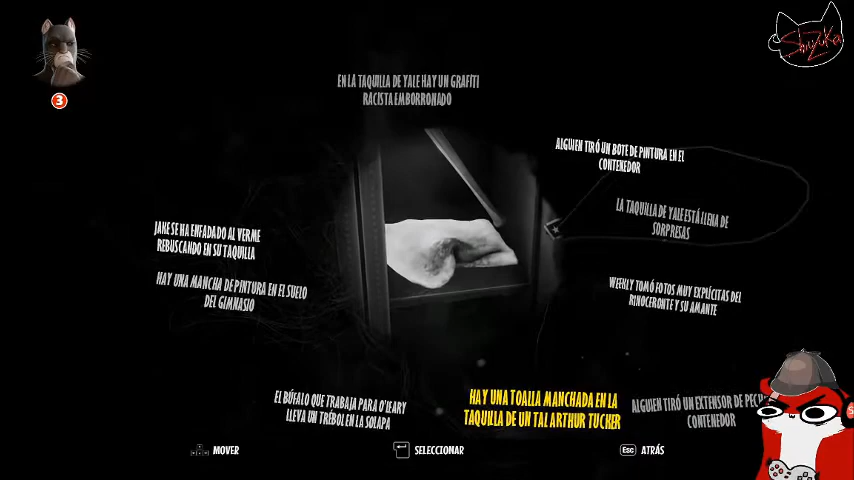 Shizuka
3
EN LA TAQUILLA DE YALE HAY UN GRAFITI
RACISTA EMBORRONADO
ALGUIEN TIRÓ UN BOTE DE PINTURA EN EL
CONTENEDOR
LA TAQUILLA DE YALE ESTÁ LLENA DE
SORPRESAS
JAKE SE HA ENFADADO AL VERME
REBUSCANDO EN SU TAQUILLA
HAY UNA MANCHA DE PINTURA EN EL SUELO
DEL GIMNASIO
WEEKLY TOMÓ FOTOS MUY EXPLÍCITAS DEL
RINOCERONTE Y SU AMANTE
EL BÚFALO QUE TRABAJA PARA O'LEARY
LLEVA UN TRÉBOL EN LA SOLAPA
HAY UNA TOALLA MANCHADA EN LA
TAQUILLA DE UN TAL ARTHUR TUCKER
ALGUIEN TIRÓ UN EXTENSOR DE
CONTENEDOR
MOVER
SELECCIONAR
Esc ATRÁS